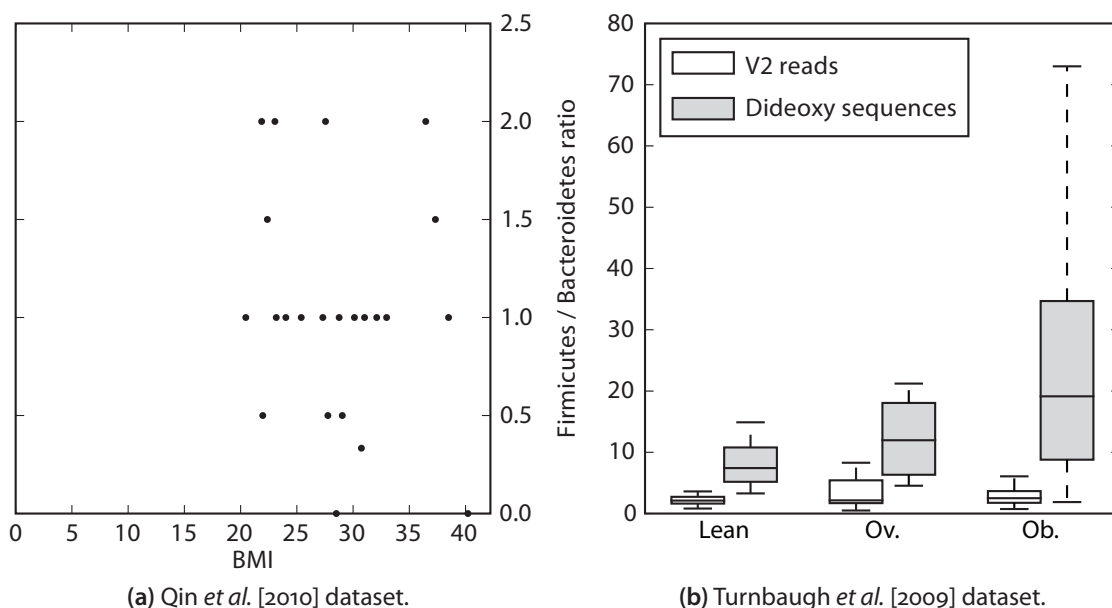 2.5
2.0
1.5
1.0
0.5
0.0
0 5 10 15 20 25 30 35 40
BMI
(a) Qin et al. [2010] dataset.
Firmicutes / Bacteroidetes ratio
80
70
60
50
40
30
20
10
0
V2 reads
Dideoxy sequences
Lean Ov. Ob.
(b) Turnbaugh et al. [2009] dataset.